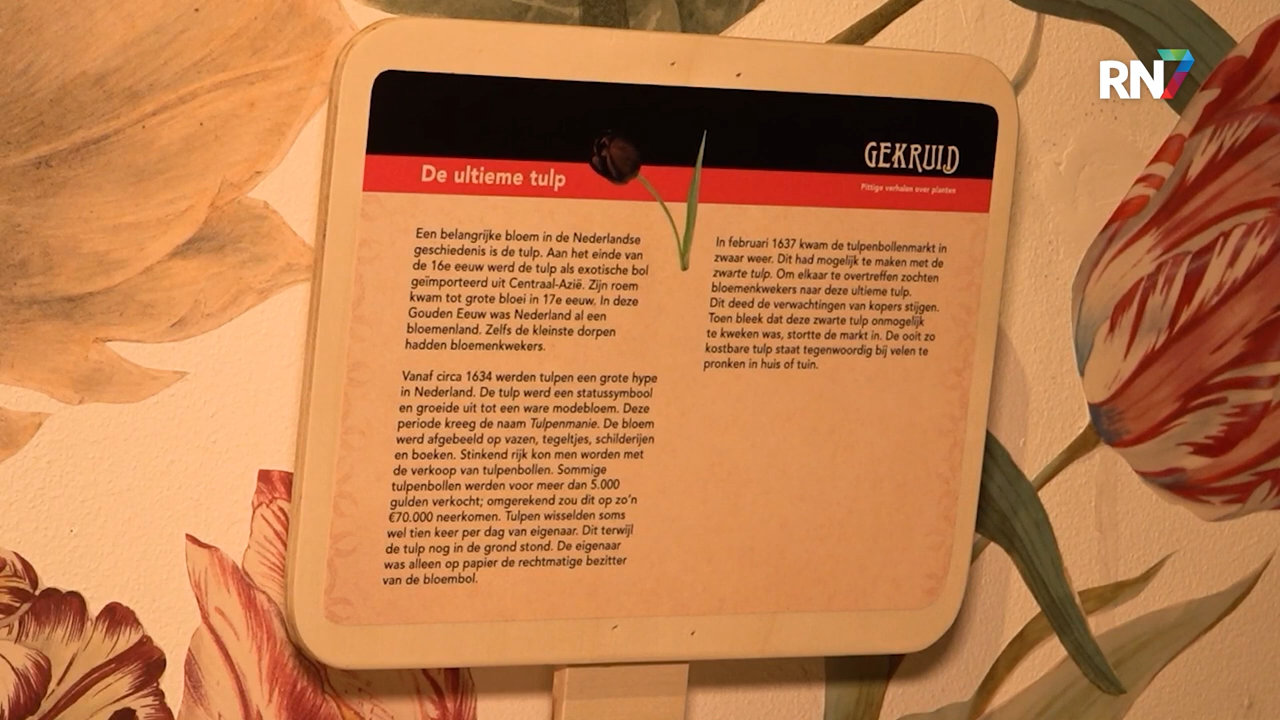 RN7
GEKRUID
Pittige verhalen over planten
De ultieme tulp
Een belangrijke bloem in de Nederlandse
geschiedenis is de tulp. Aan het einde van
de 16e eeuw werd de tulp als exotische bol
geïmporteerd uit Centraal-Azië. Zijn roem
kwam tot grote bloei in 17e eeuw. In deze
Gouden Eeuw was Nederland al een
bloemenland. Zelfs de kleinste dorpen
hadden bloemenkwekers.
Vanaf circa 1634 werden tulpen een grote hype
in Nederland. De tulp werd een statussymbool
en groeide uit tot een ware modebloem. Deze
periode kreeg de naam Tulpenmanie. De bloem
werd afgebeeld op vazen, tegeltjes, schilderijen
en boeken. Stinkend rijk kon men worden met
de verkoop van tulpenbollen. Sommige
tulpenbollen werden voor meer dan 5.000
gulden verkocht; omgerekend zou dit op zo'n
€70.000 neerkomen. Tulpen wisselden soms
wel tien keer per dag van eigenaar. Dit terwijl
de tulp nog in de grond stond. De eigenaar
was alleen op papier de rechtmatige bezitter
van de bloembol.
In februari 1637 kwam de tulpenbollenmarkt in
zwaar weer. Dit had mogelijk te maken met de
zwarte tulp. Om elkaar te overtreffen zochten
bloemenkwekers naar deze ultieme tulp.
Dit deed de verwachtingen van kopers stijgen.
Toen bleek dat deze zwarte tulp onmogelijk
te kweken was, stortte de markt in. De ooit zo
kostbare tulp staat tegenwoordig bij velen te
pronken in huis of tuin.